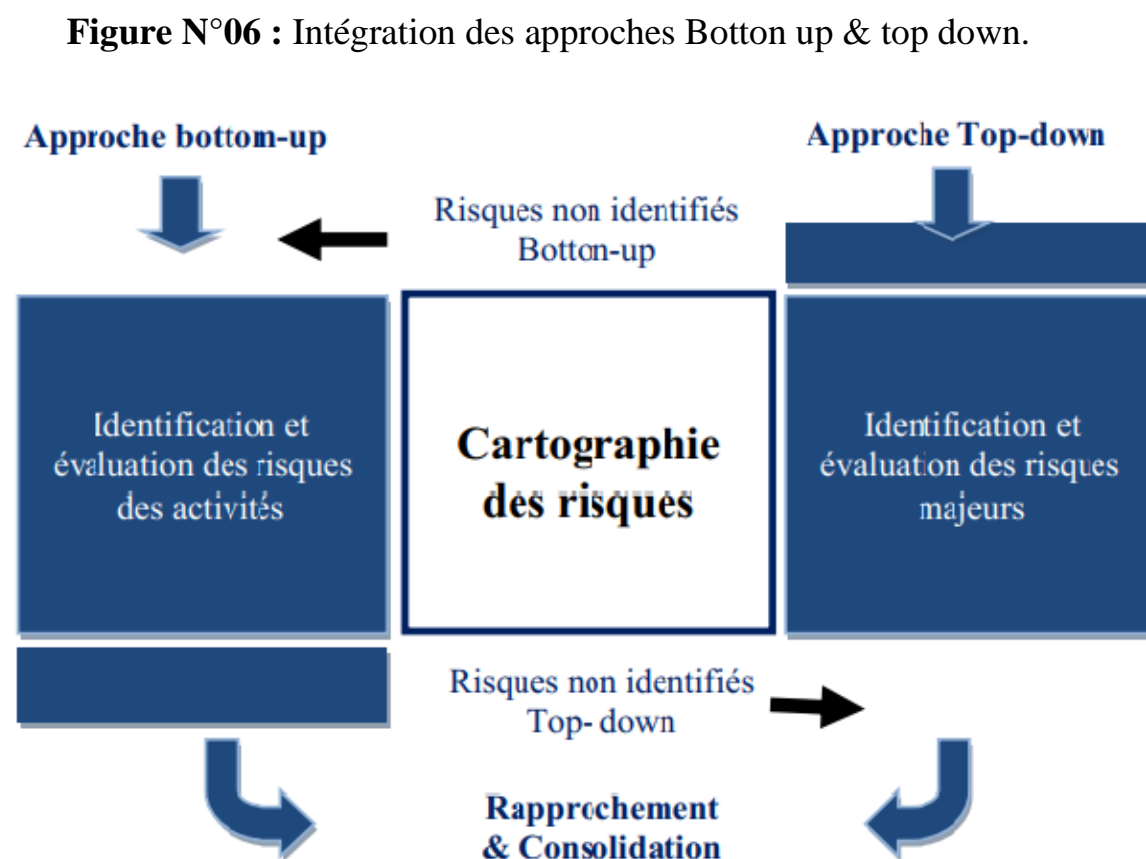 Figure N°06 : Intégration des approches Botton up & top down.
Approche bottom-up
Approche Top-down
Risques non identifiés
Botton-up
Identification et
évaluation des risques
des activités
Cartographie
des risques
Identification et
évaluation des risques
majeurs
Risques non identifiés
Top- down
Rapprochement
& Consolidation